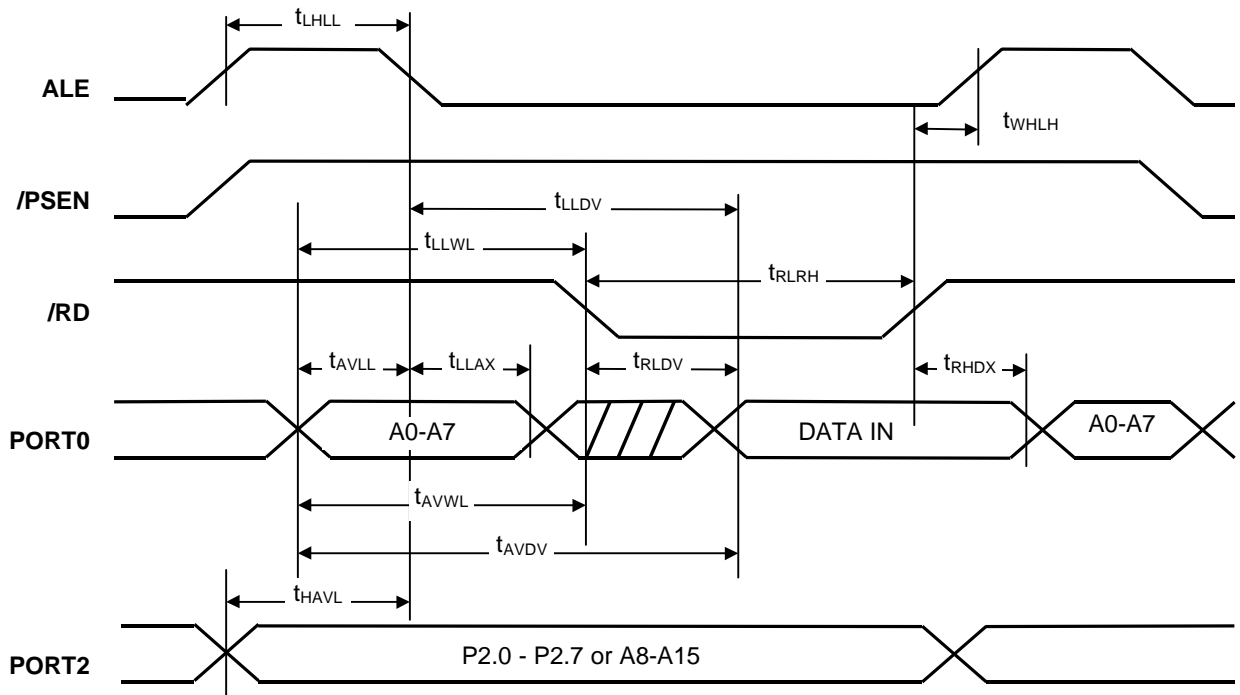 tLHLL
ALE
tWHLH
/PSEN
tLLDV
tLLWL
tRLRH
/RD
tAVLL
tLLAX
tRLDV
tRHDX
PORT0
A0-A7
DATA IN
A0-A7
tAVWL
tAVDV
tHAVL
PORT2
P2.0 - P2.7 or A8-A15